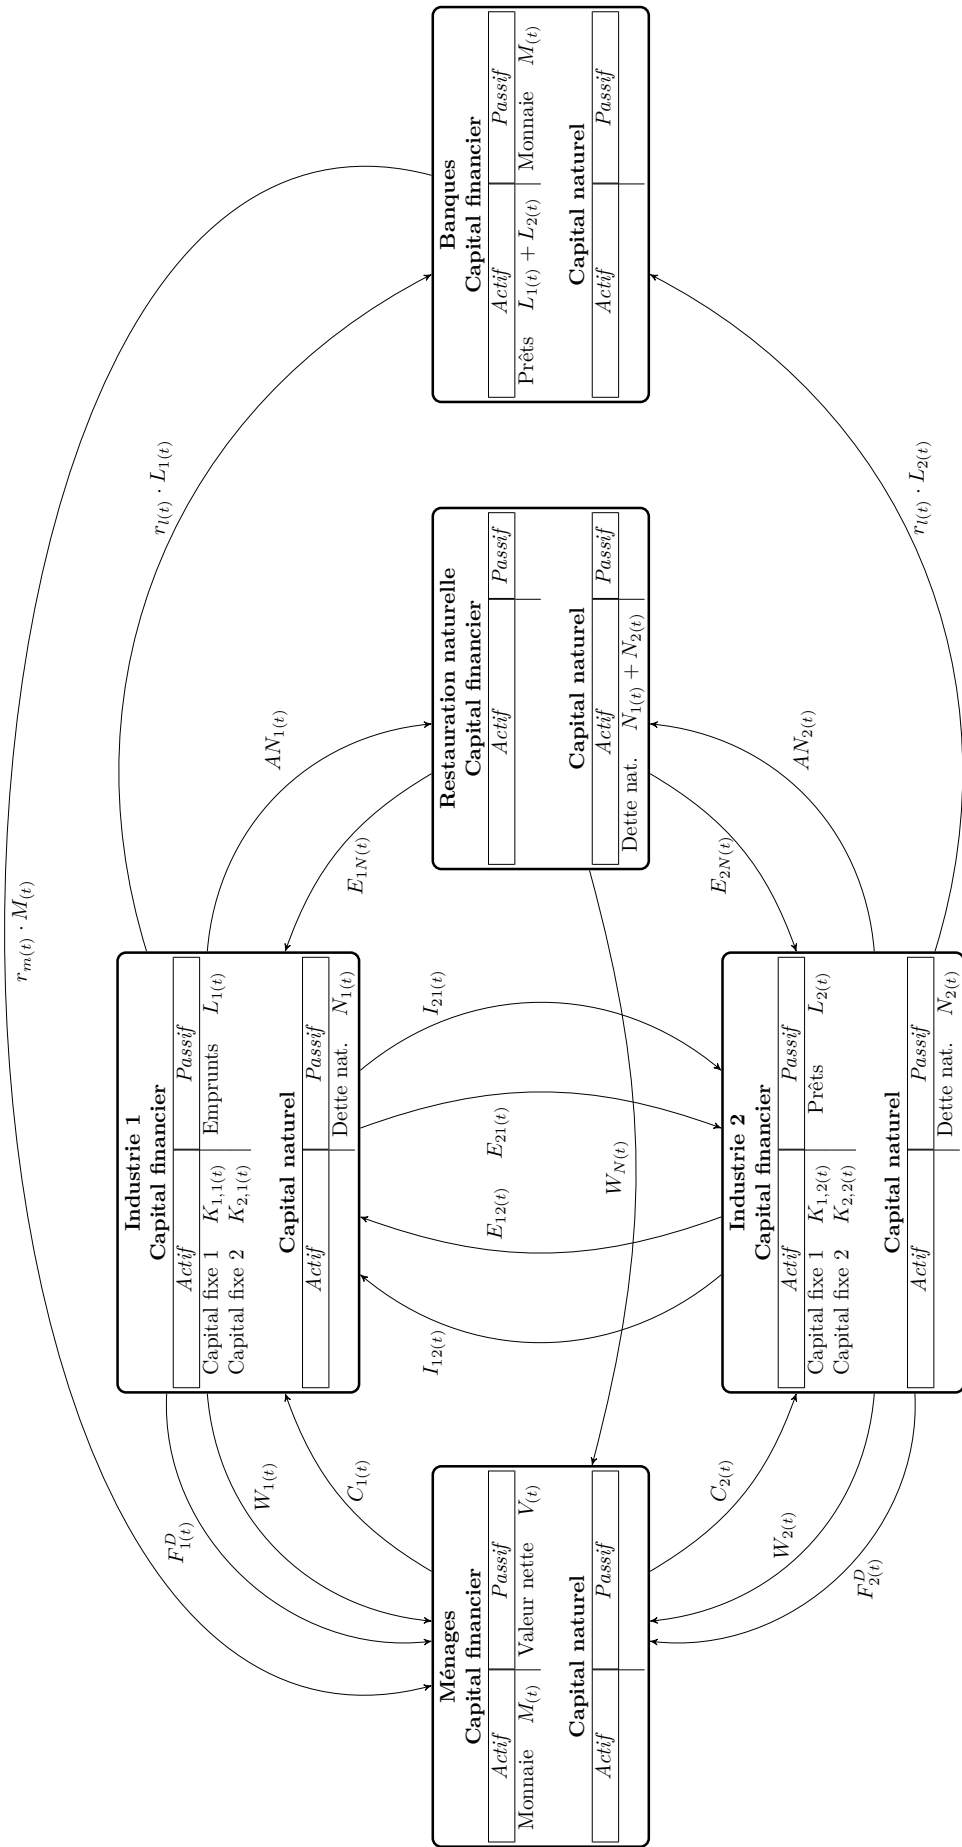 Ménages
Capital financier
Actif Passif
Monnaie M(t) Valeur nette V(t)
Capital naturel
Actif Passif
Industrie 1
Capital financier
Actif Passif
Capital fixe 1 K1,1(t) Emprunts L1(t)
Capital fixe 2 K2,1(t)
Capital naturel
Actif Passif
Dette nat. N1(t)
Industrie 2
Capital financier
Actif Passif
Capital fixe 1 K1,2(t) Prêts L2(t)
Capital fixe 2 K2,2(t)
Capital naturel
Actif Passif
Dette nat. N2(t)
Restauration naturelle
Capital financier
Actif Passif
Capital naturel
Actif Passif
Dette nat. N1(t) + N2(t)
Banques
Capital financier
Actif Passif
Prêts L1(t) + L2(t) Monnaie M(t)
Capital naturel
Actif Passif
rm(t) · M(t)
rl(t) · L1(t)
rl(t) · L2(t)
AN1(t)
AN2(t)
E1N(t)
E2N(t)
I21(t)
E21(t)
E12(t)
I12(t)
WN(t)
F^D1(t)
W1(t)
C1(t)
C2(t)
W2(t)
F^D2(t)